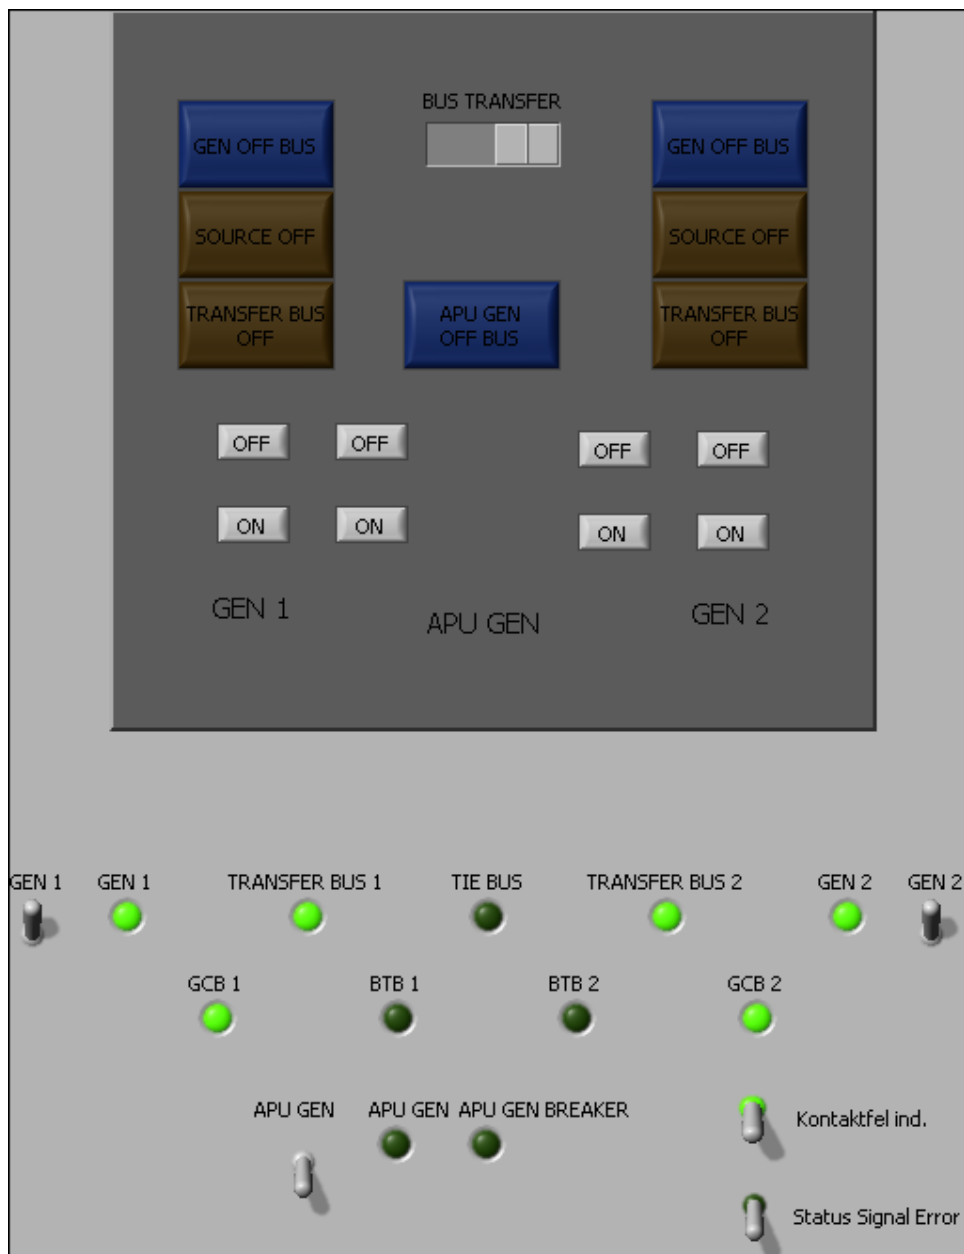 BUS TRANSFER
GEN OFF BUS
GEN OFF BUS
SOURCE OFF
SOURCE OFF
TRANSFER BUS
OFF
APU GEN
OFF BUS
TRANSFER BUS
OFF
OFF
OFF
OFF
OFF
ON
ON
ON
ON
GEN 1
APU GEN
GEN 2
GEN 1
GEN 1
TRANSFER BUS 1
TIE BUS
TRANSFER BUS 2
GEN 2
GEN 2
GCB 1
BTB 1
BTB 2
GCB 2
APU GEN
APU GEN
APU GEN BREAKER
Kontaktfel ind.
Status Signal Error